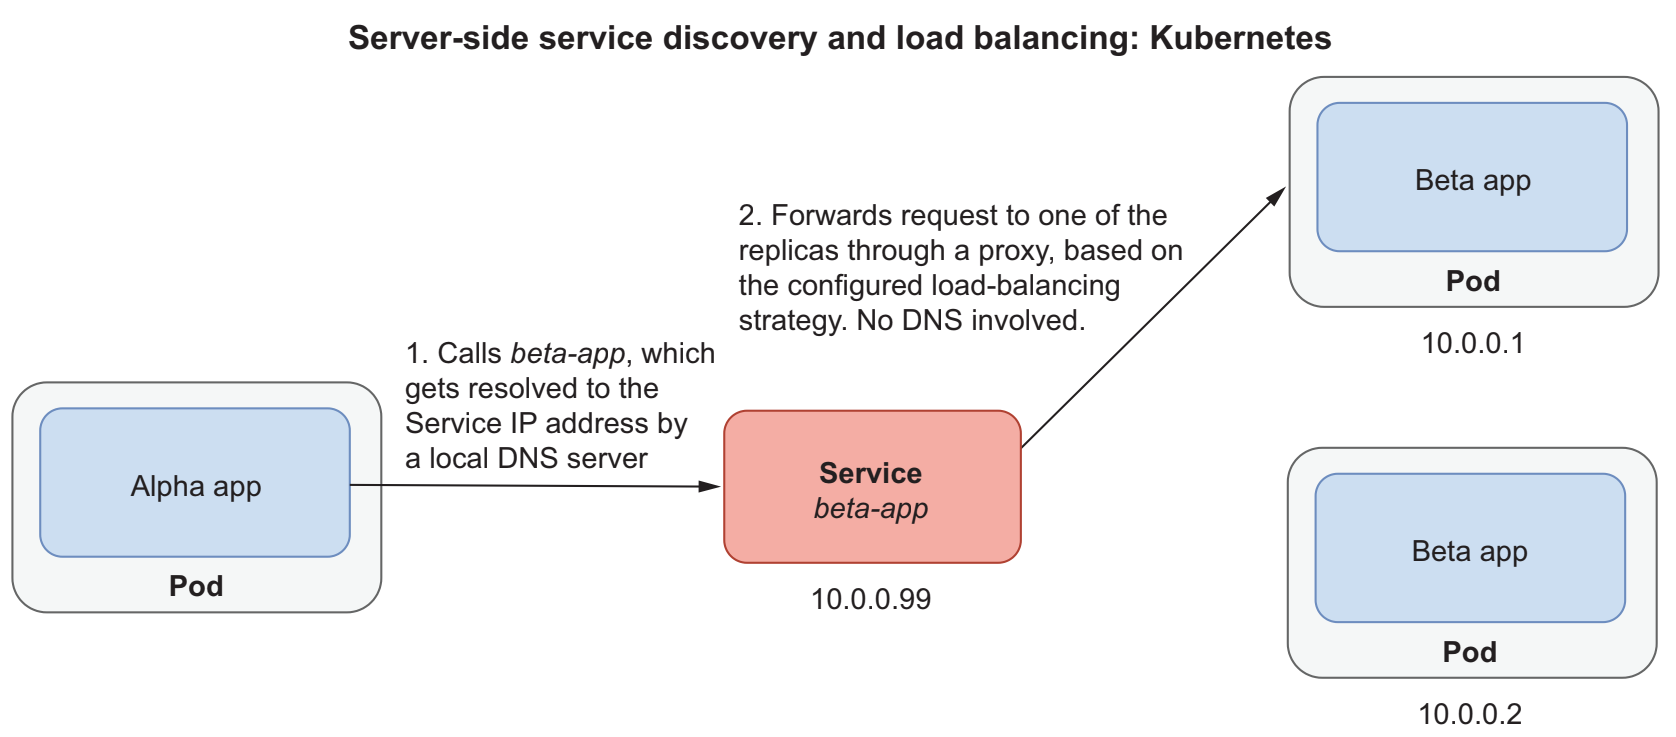 Server-side service discovery and load balancing: Kubernetes
Beta app
Pod
10.0.0.1
2. Forwards request to one of the
replicas through a proxy, based on
the configured load-balancing
strategy. No DNS involved.
1. Calls beta-app, which
gets resolved to the
Service IP address by
a local DNS server
Alpha app
Pod
Service
beta-app
10.0.0.99
Beta app
Pod
10.0.0.2